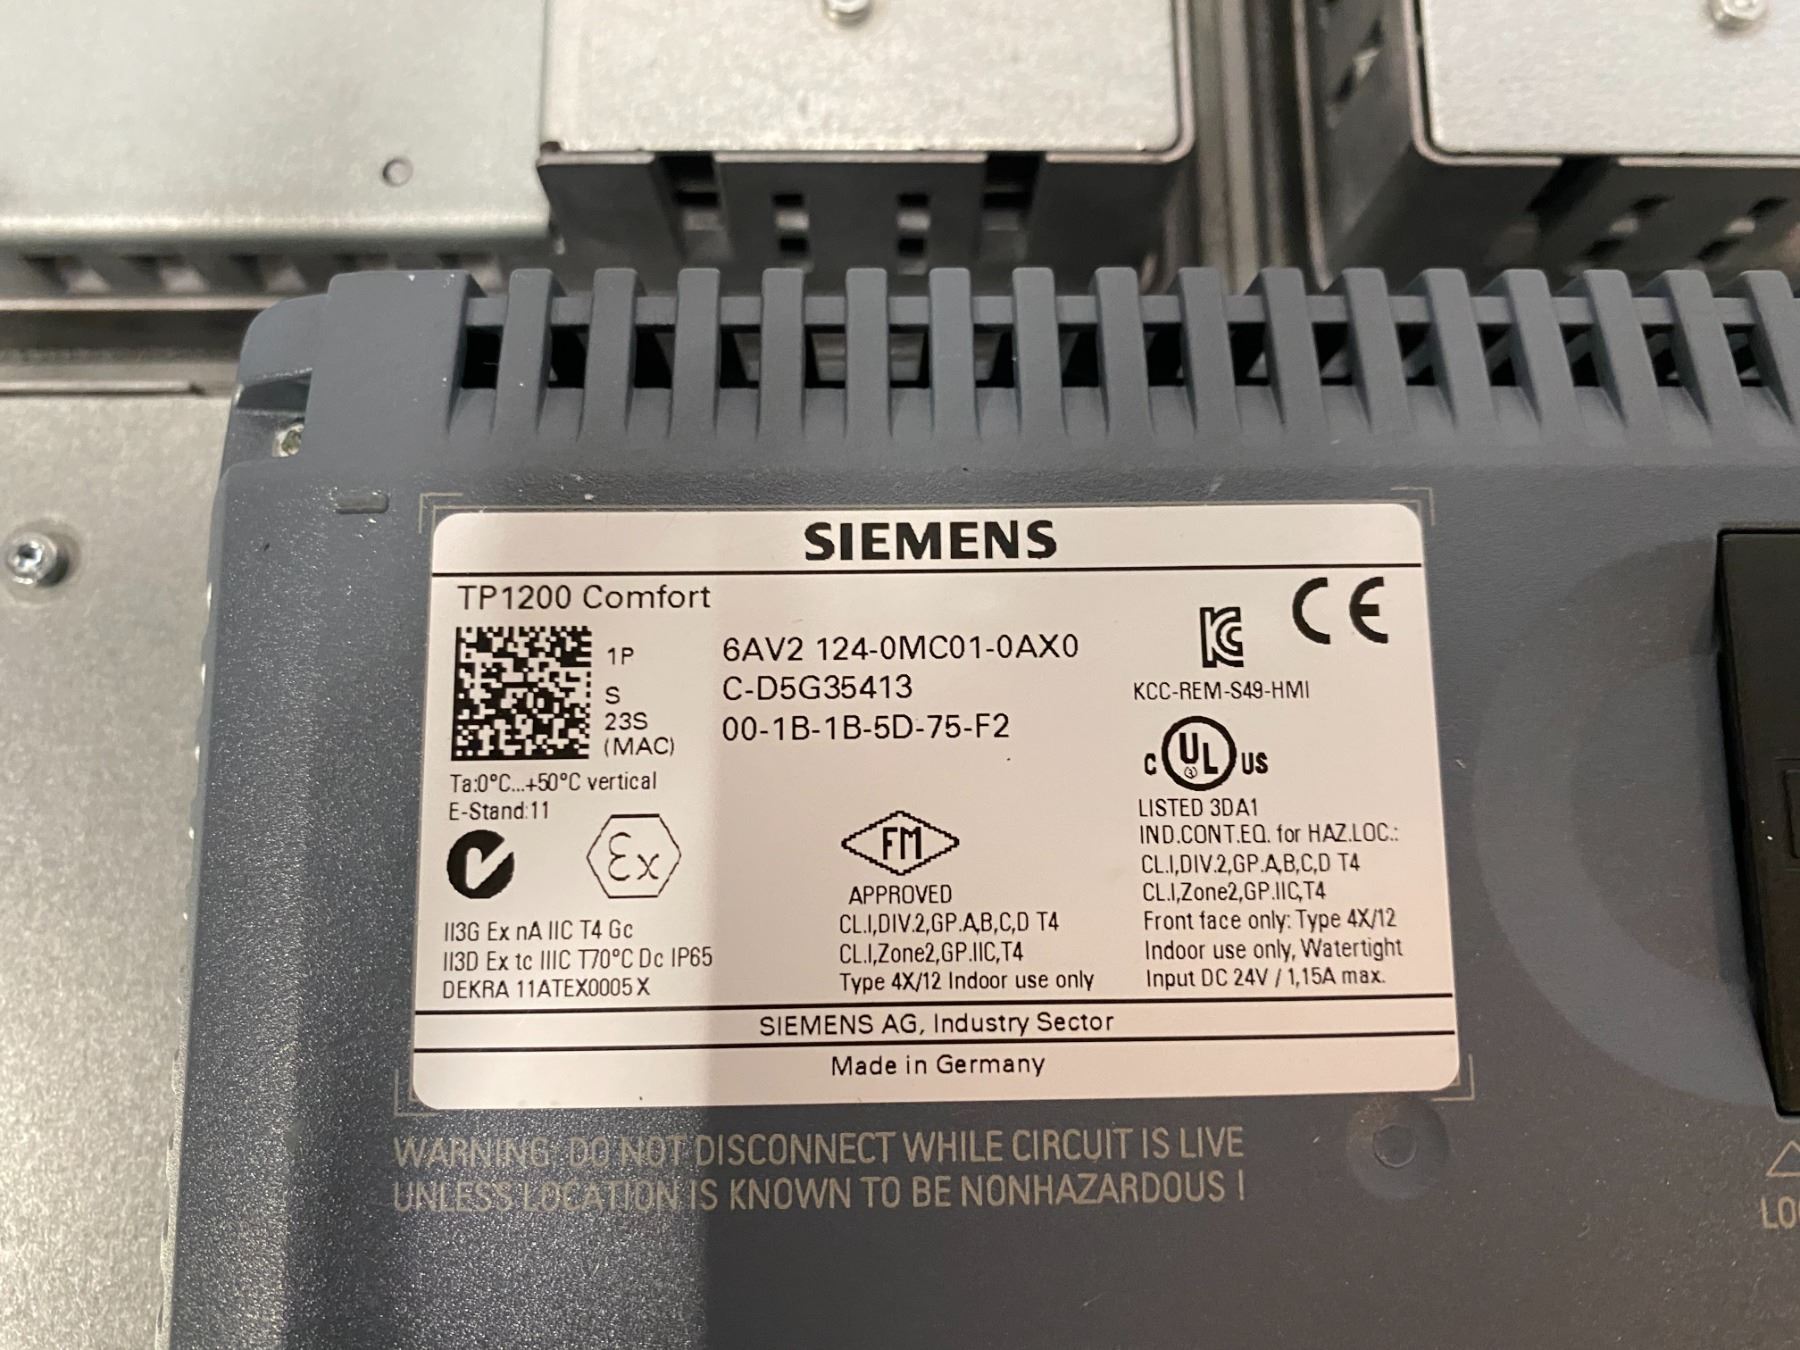 SIEMENS
TP1200 Comfort
1P 6AV2 124-0MC01-0AX0
S C-D5G35413
23S 00-1B-1B-5D-75-F2
(MAC)
KCC-REM-S49-HMI
CE
Ta:0°C...+50°C vertical
E-Stand:11
Ex
II3G Ex nA IIC T4 Gc
II3D Ex tc IIIC T70°C Dc IP65
DEKRA 11ATEX0005 X
FM
APPROVED
CL.I,DIV.2,GP.A,B,C,D T4
CL.I,Zone2,GP.IIC,T4
Type 4X/12 Indoor use only
C UL US
LISTED 3DA1
IND.CONT.EQ. for HAZ.LOC.:
CL.I,DIV.2,GP.A,B,C,D T4
CL.I,Zone2,GP.IIC,T4
Front face only: Type 4X/12
Indoor use only, Watertight
Input DC 24V / 1,15A max.
SIEMENS AG, Industry Sector
Made in Germany
WARNING: DO NOT DISCONNECT WHILE CIRCUIT IS LIVE
UNLESS LOCATION IS KNOWN TO BE NONHAZARDOUS !